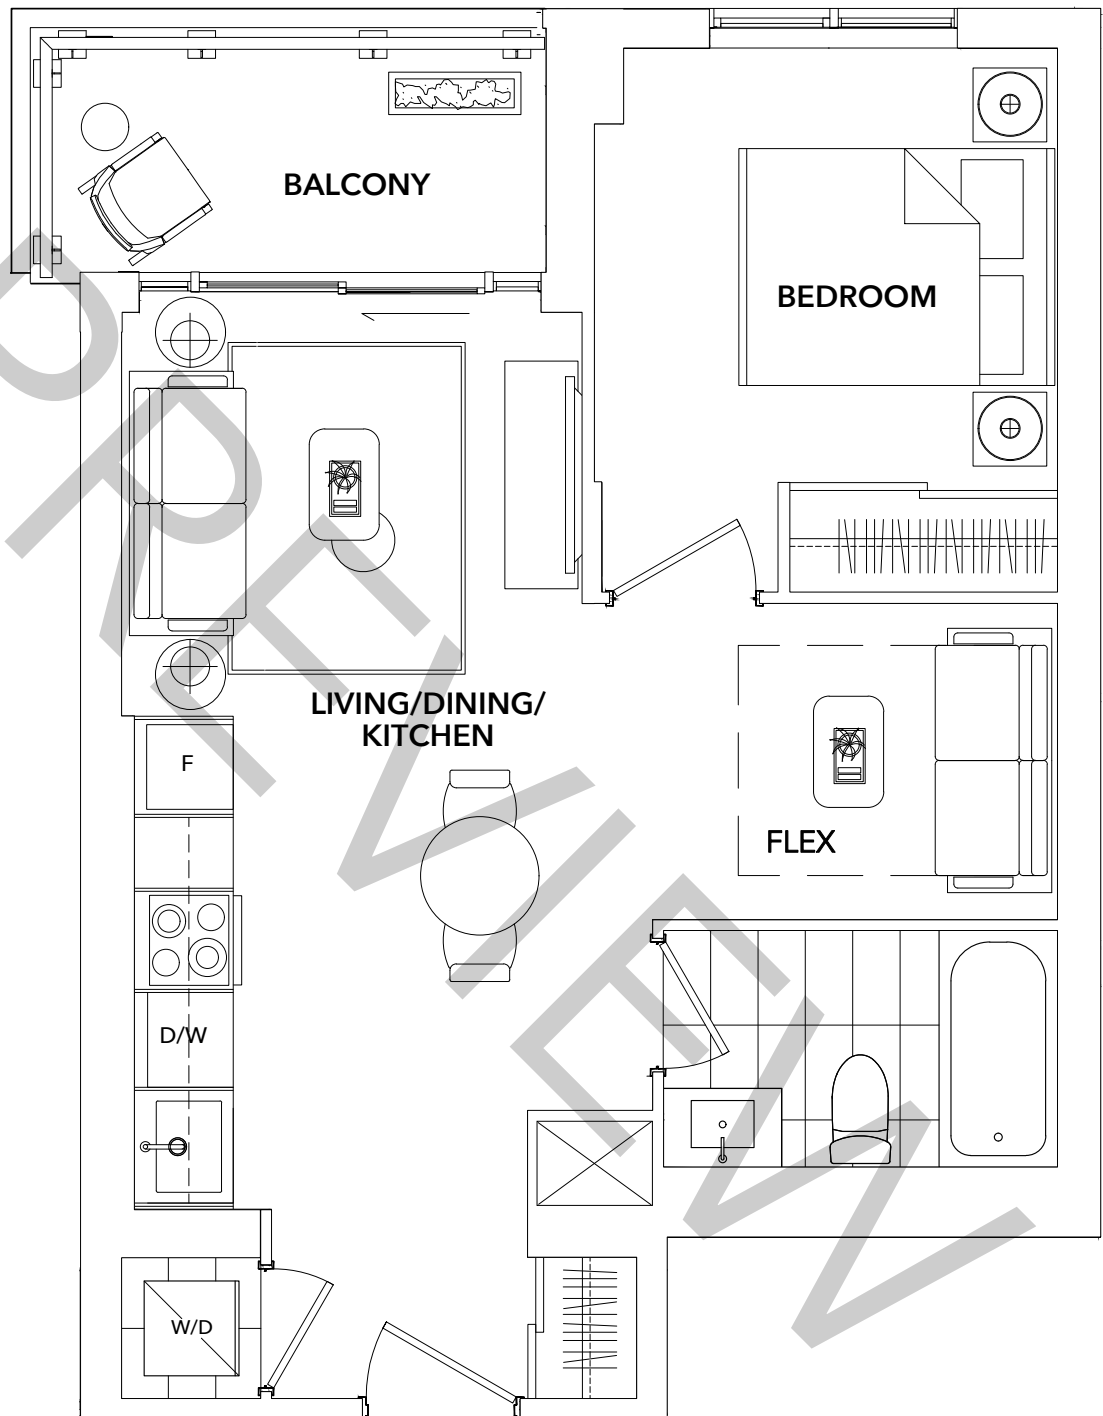 BALCONY
BEDROOM
LIVING/DINING/
KITCHEN
F
FLEX
D/W
W/D
PREVIEW